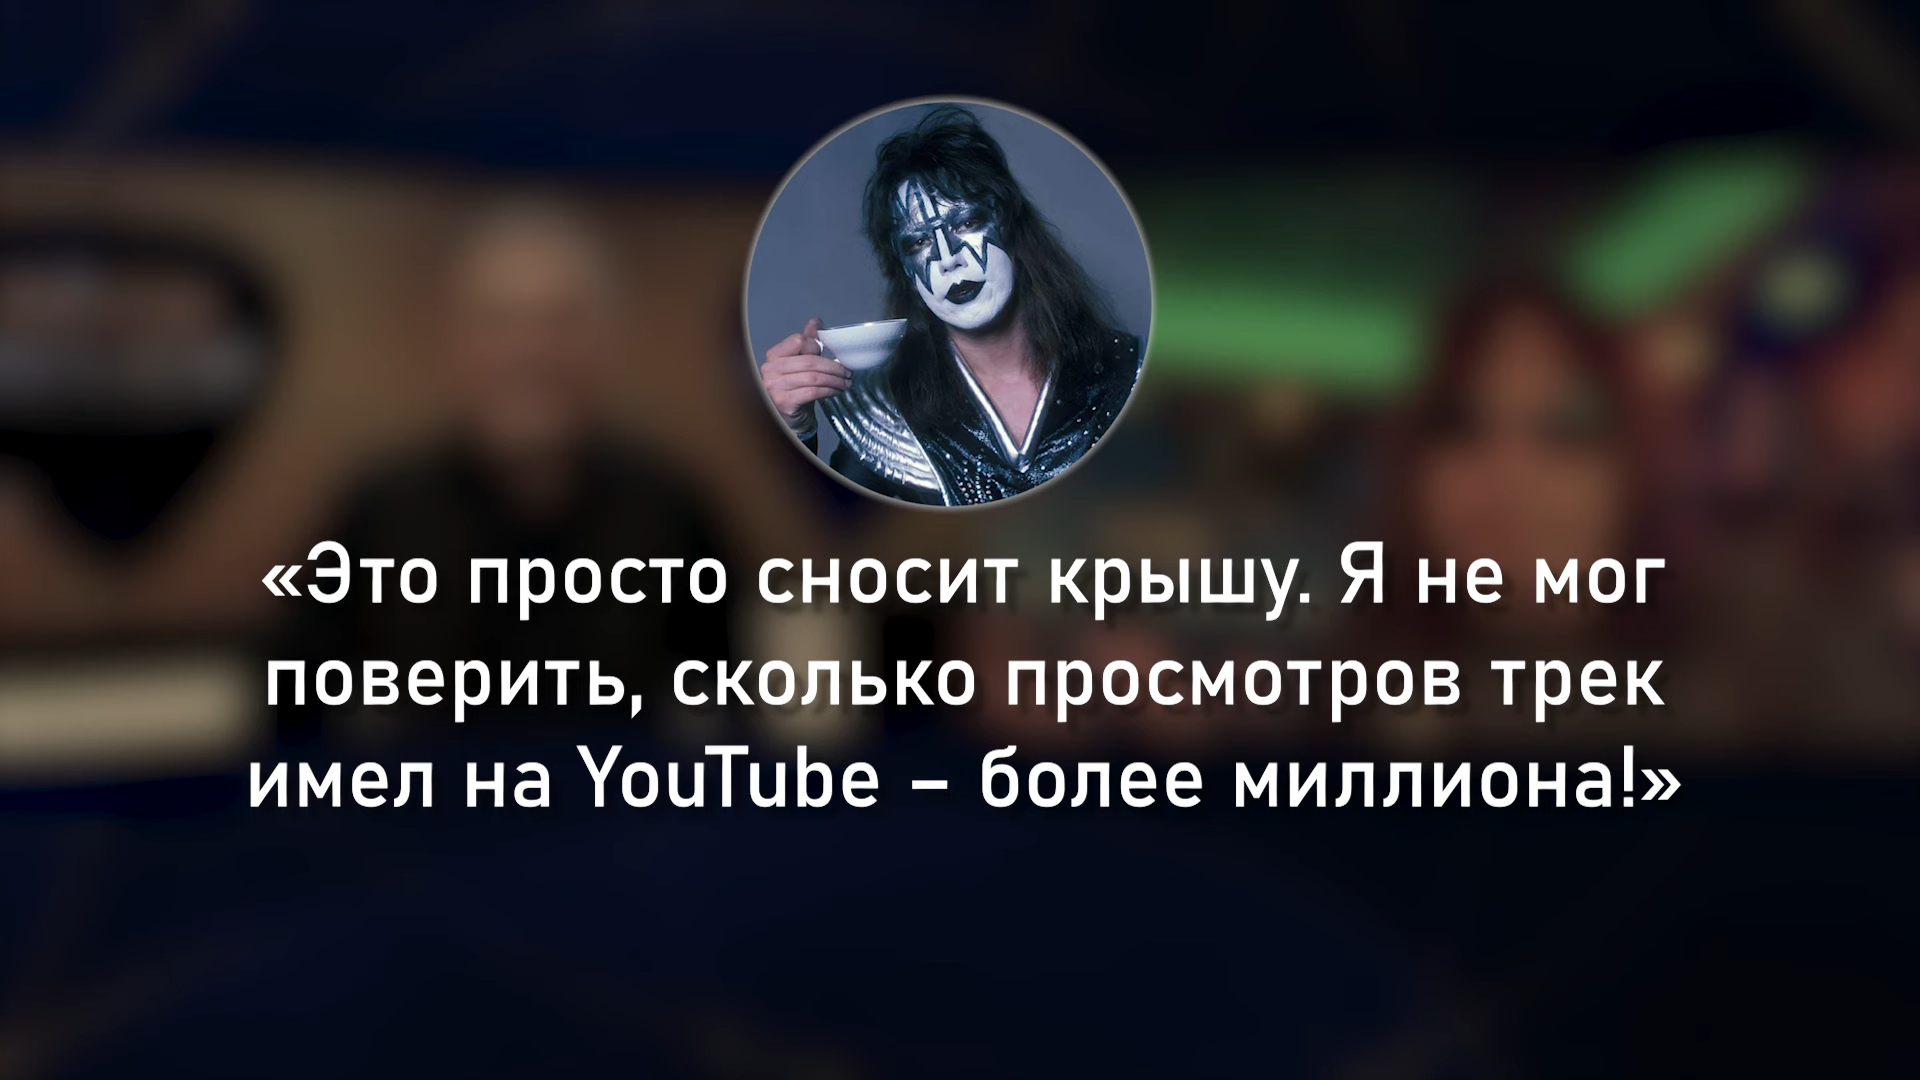 «Это просто сносит крышу. Я не мог
поверить, сколько просмотров трек
имел на YouTube – более миллиона!»